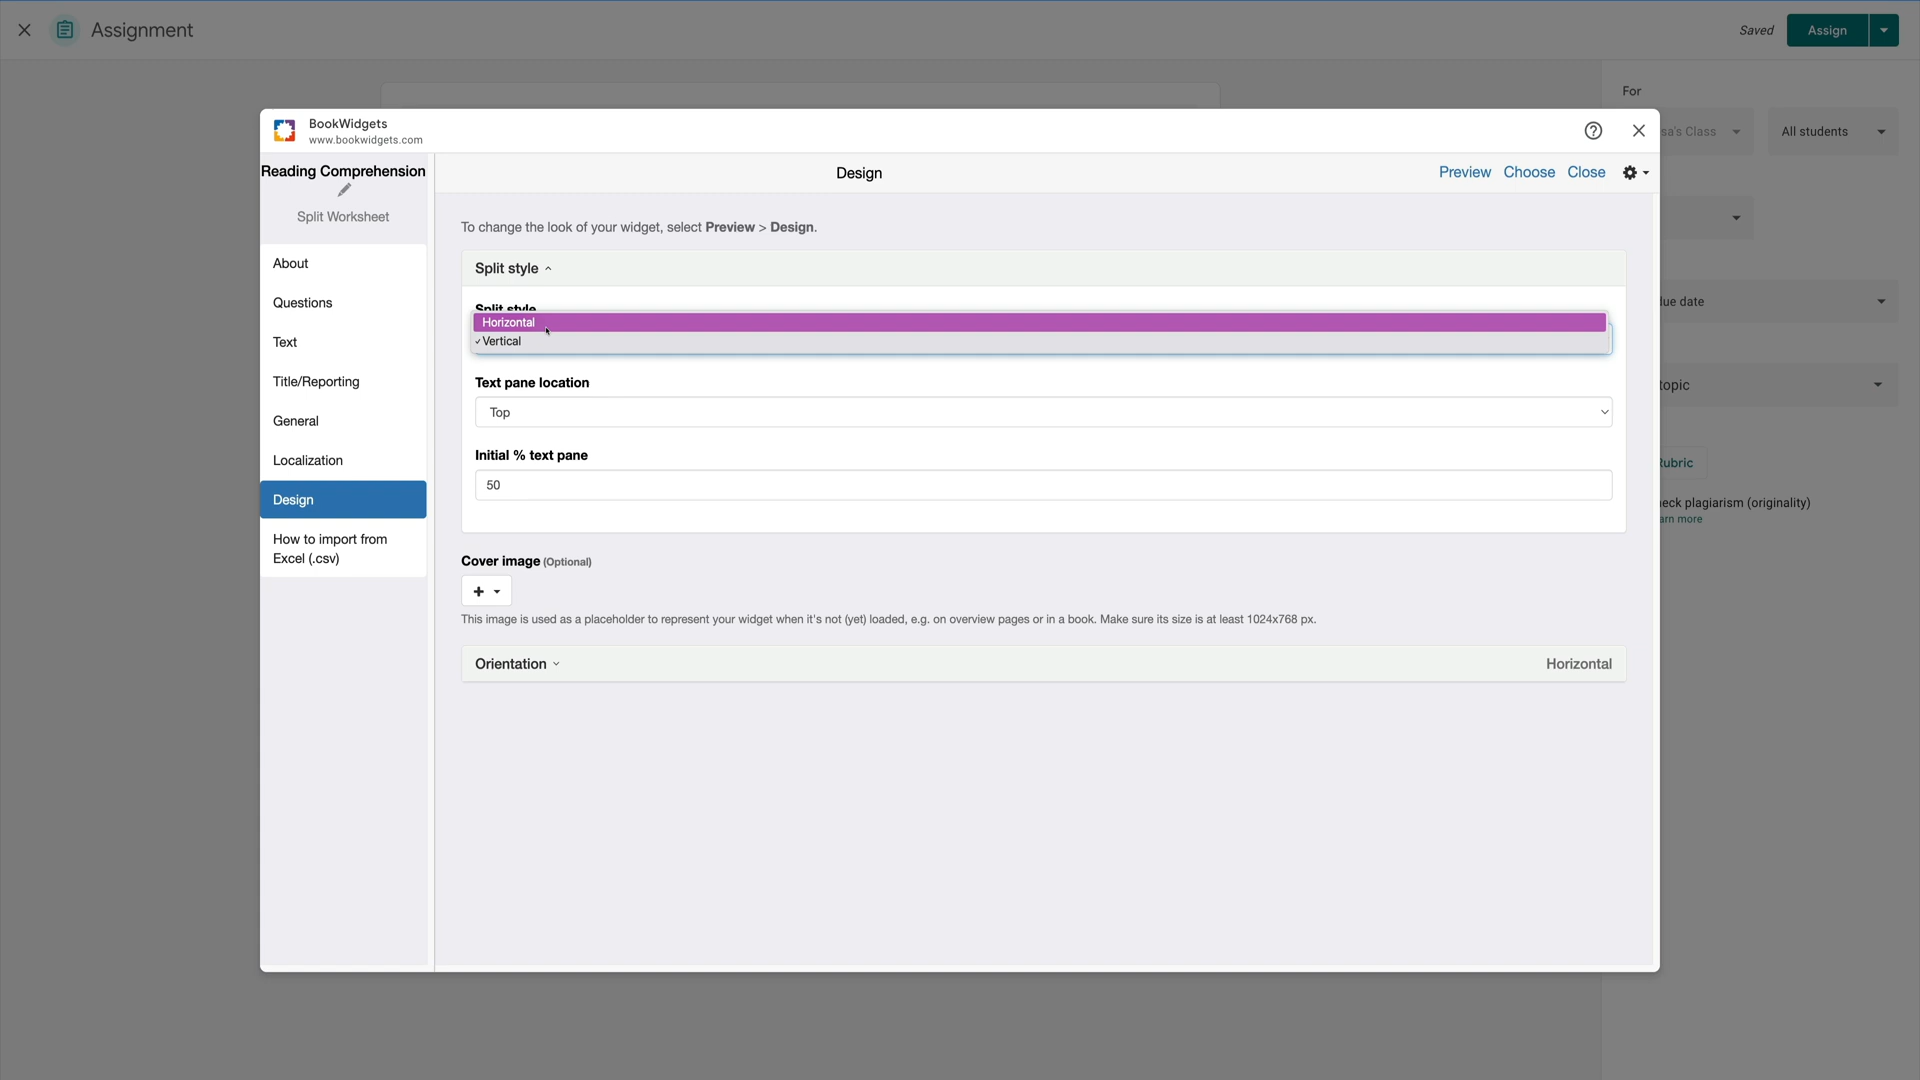 Assignment
Saved
Assign
For
BookWidgets
www.bookwidgets.com
sa's Class
All students
Reading Comprehension
Split Worksheet
Design
Preview
Choose
Close
To change the look of your widget, select Preview > Design.
About
Questions
Text
Title/Reporting
General
Localization
Design
How to import from
Excel (.csv)
Split style
Split style
Horizontal
✓ Vertical
Text pane location
Top
Initial % text pane
50
Cover image (Optional)
+
This image is used as a placeholder to represent your widget when it's not (yet) loaded, e.g. on overview pages or in a book. Make sure its size is at least 1024x768 px.
Orientation
Horizontal
ue date
topic
ubric
eck plagiarism (originality)
arn more